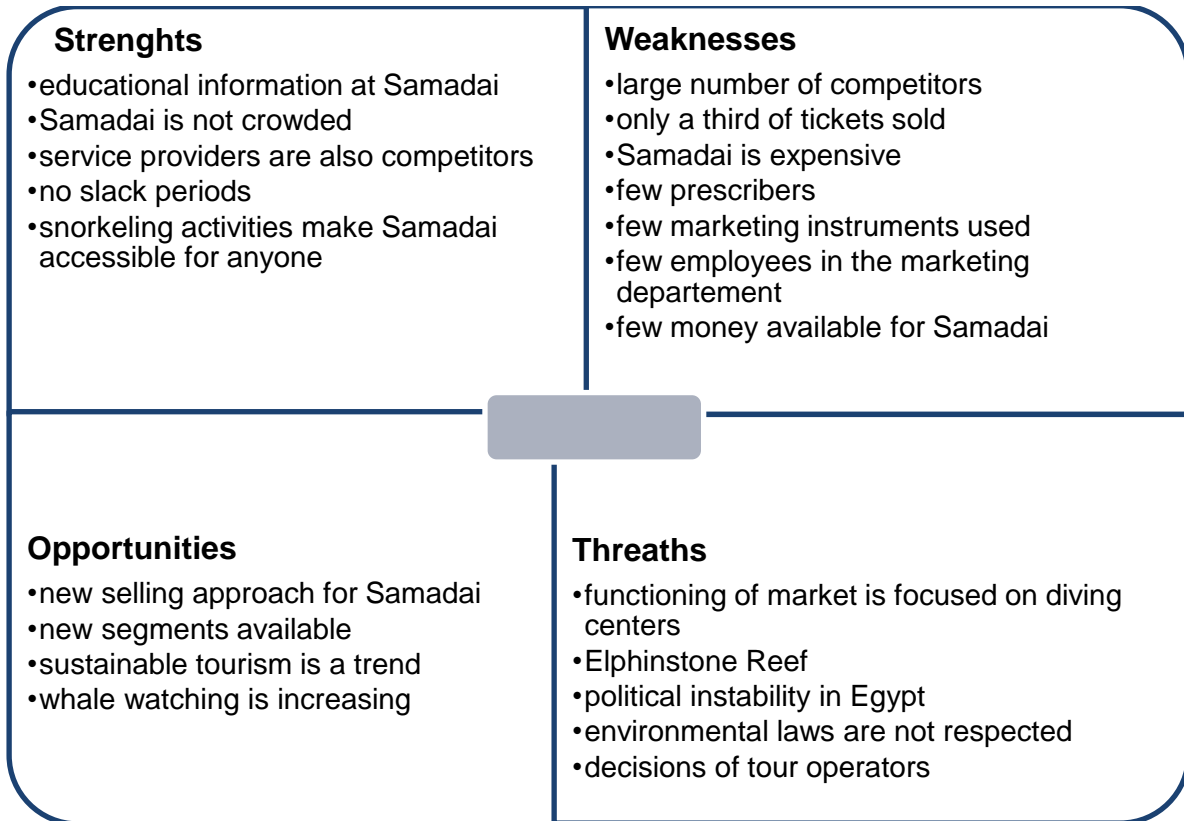 Strenghts
•educational information at Samadai
•Samadai is not crowded
•service providers are also competitors
•no slack periods
•snorkeling activities make Samadai
accessible for anyone
Weaknesses
•large number of competitors
•only a third of tickets sold
•Samadai is expensive
•few prescribers
•few marketing instruments used
•few employees in the marketing
departement
•few money available for Samadai
Opportunities
•new selling approach for Samadai
•new segments available
•sustainable tourism is a trend
•whale watching is increasing
Threaths
•functioning of market is focused on diving
centers
•Elphinstone Reef
•political instability in Egypt
•environmental laws are not respected
•decisions of tour operators